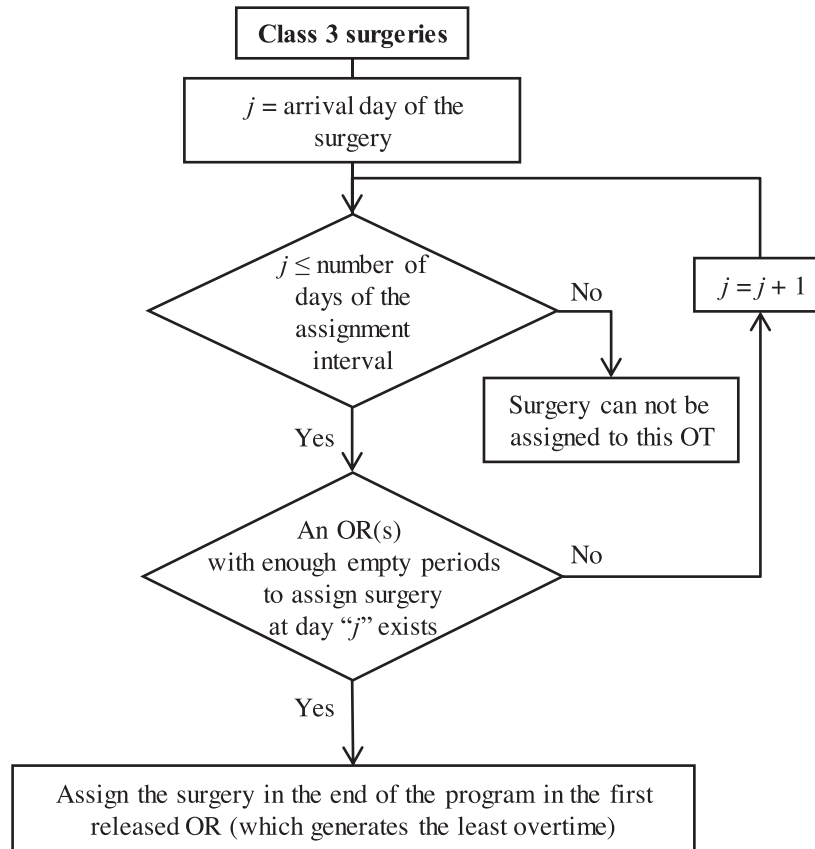 Class 3 surgeries
j = arrival day of the
surgery
j ≤ number of
days of the
assignment
interval
No
j = j + 1
Surgery can not be
assigned to this OT
Yes
An OR(s)
with enough empty periods
to assign surgery
at day “j” exists
No
Yes
Assign the surgery in the end of the program in the first
released OR (which generates the least overtime)